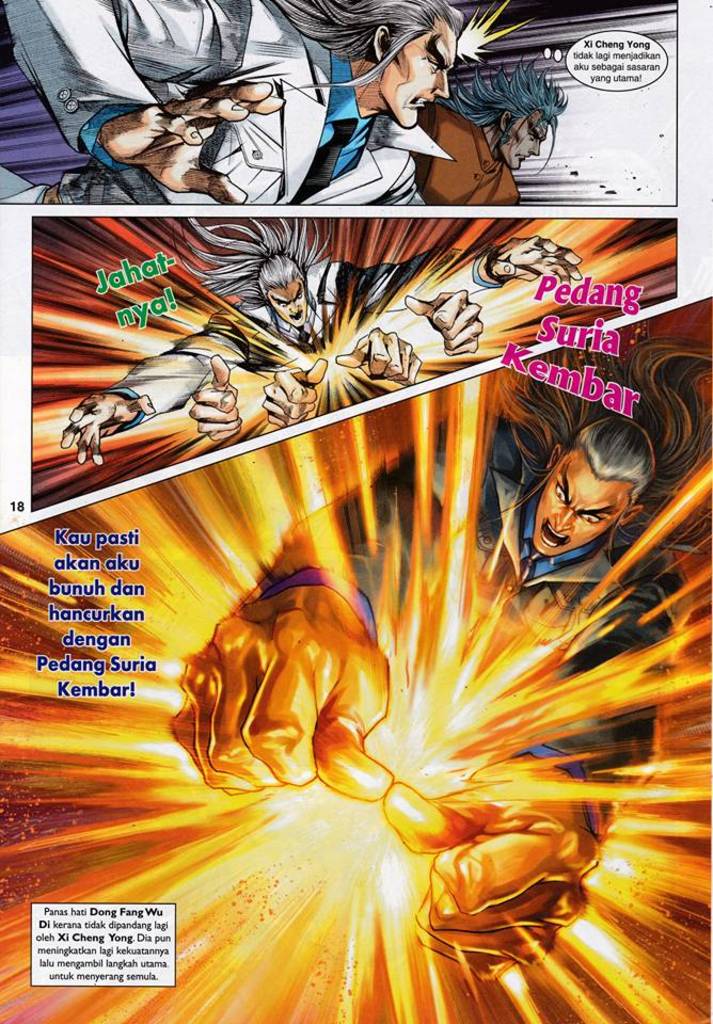 Xi Cheng Yong
tidak lagi menjadikan
aku sebagai sasaran
yang utama!
Jahat-
nya!
Pedang
Suria
Kembar
18
Kau pasti
akan aku
bunuh dan
hancurkan
dengan
Pedang Suria
Kembar!
Panas hati Dong Fang Wu
Di kerana tidak dipandang lagi
oleh Xi Cheng Yong. Dia pun
meningkatkan lagi kekuatannya
lalu mengambil langkah utama
untuk menyerang semula.